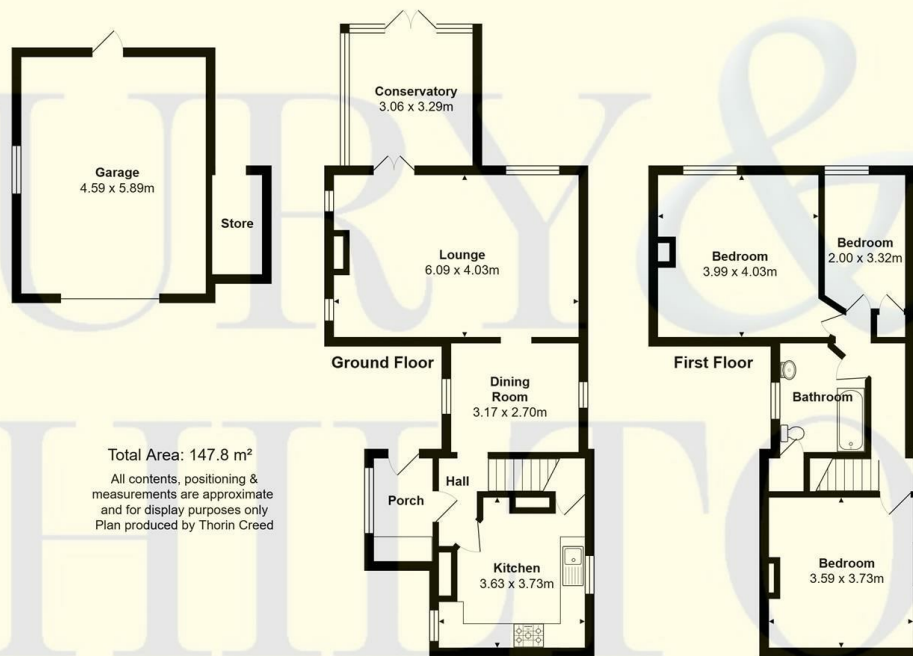 Conservatory
3.06 x 3.29m
Garage
4.59 x 5.89m
Store
Lounge
6.09 x 4.03m
Bedroom
3.99 x 4.03m
Bedroom
2.00 x 3.32m
Ground Floor
First Floor
Dining
Room
3.17 x 2.70m
Bathroom
Hall
Porch
Kitchen
3.63 x 3.73m
Bedroom
3.59 x 3.73m
Total Area: 147.8 m²
All contents, positioning &
measurements are approximate
and for display purposes only
Plan produced by Thorin Creed
URY &
HILTO